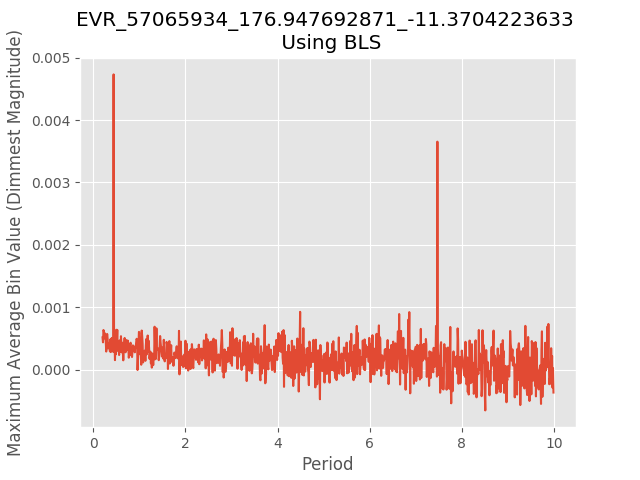 EVR_57065934_176.947692871_-11.3704223633
Using BLS
Maximum Average Bin Value (Dimmest Magnitude)
0.005
0.004
0.003
0.002
0.001
0.000
0 2 4 6 8 10
Period